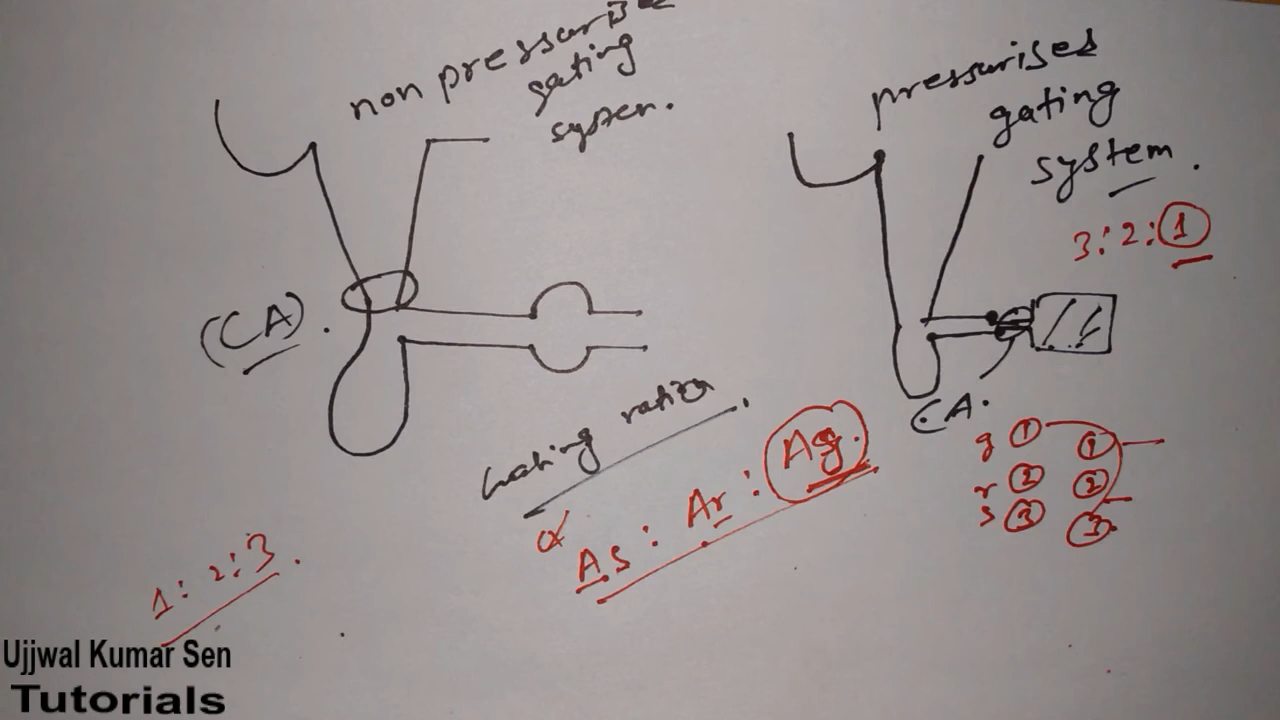 non pressurise
gating
system.
pressurises
gating
system.
3:2:1
(CA).
CA.
Gating ratio.
α
As : Ar : Ag.
g 1 1
r 2 2
s 3 3.
1:2:3.
Ujjwal Kumar Sen
Tutorials